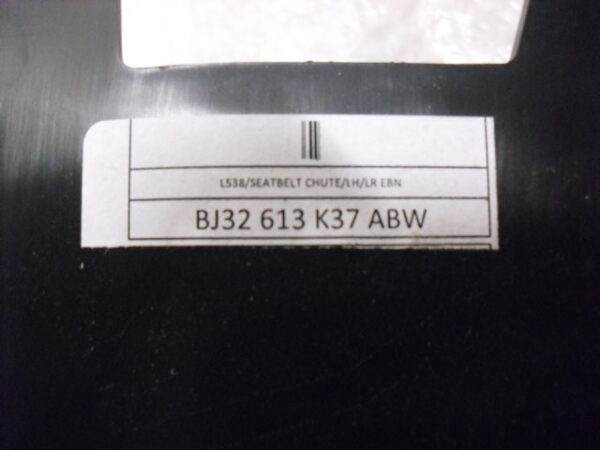 L538/SEATBELT CHUTE/LH/LR EBN
BJ32 613 K37 ABW